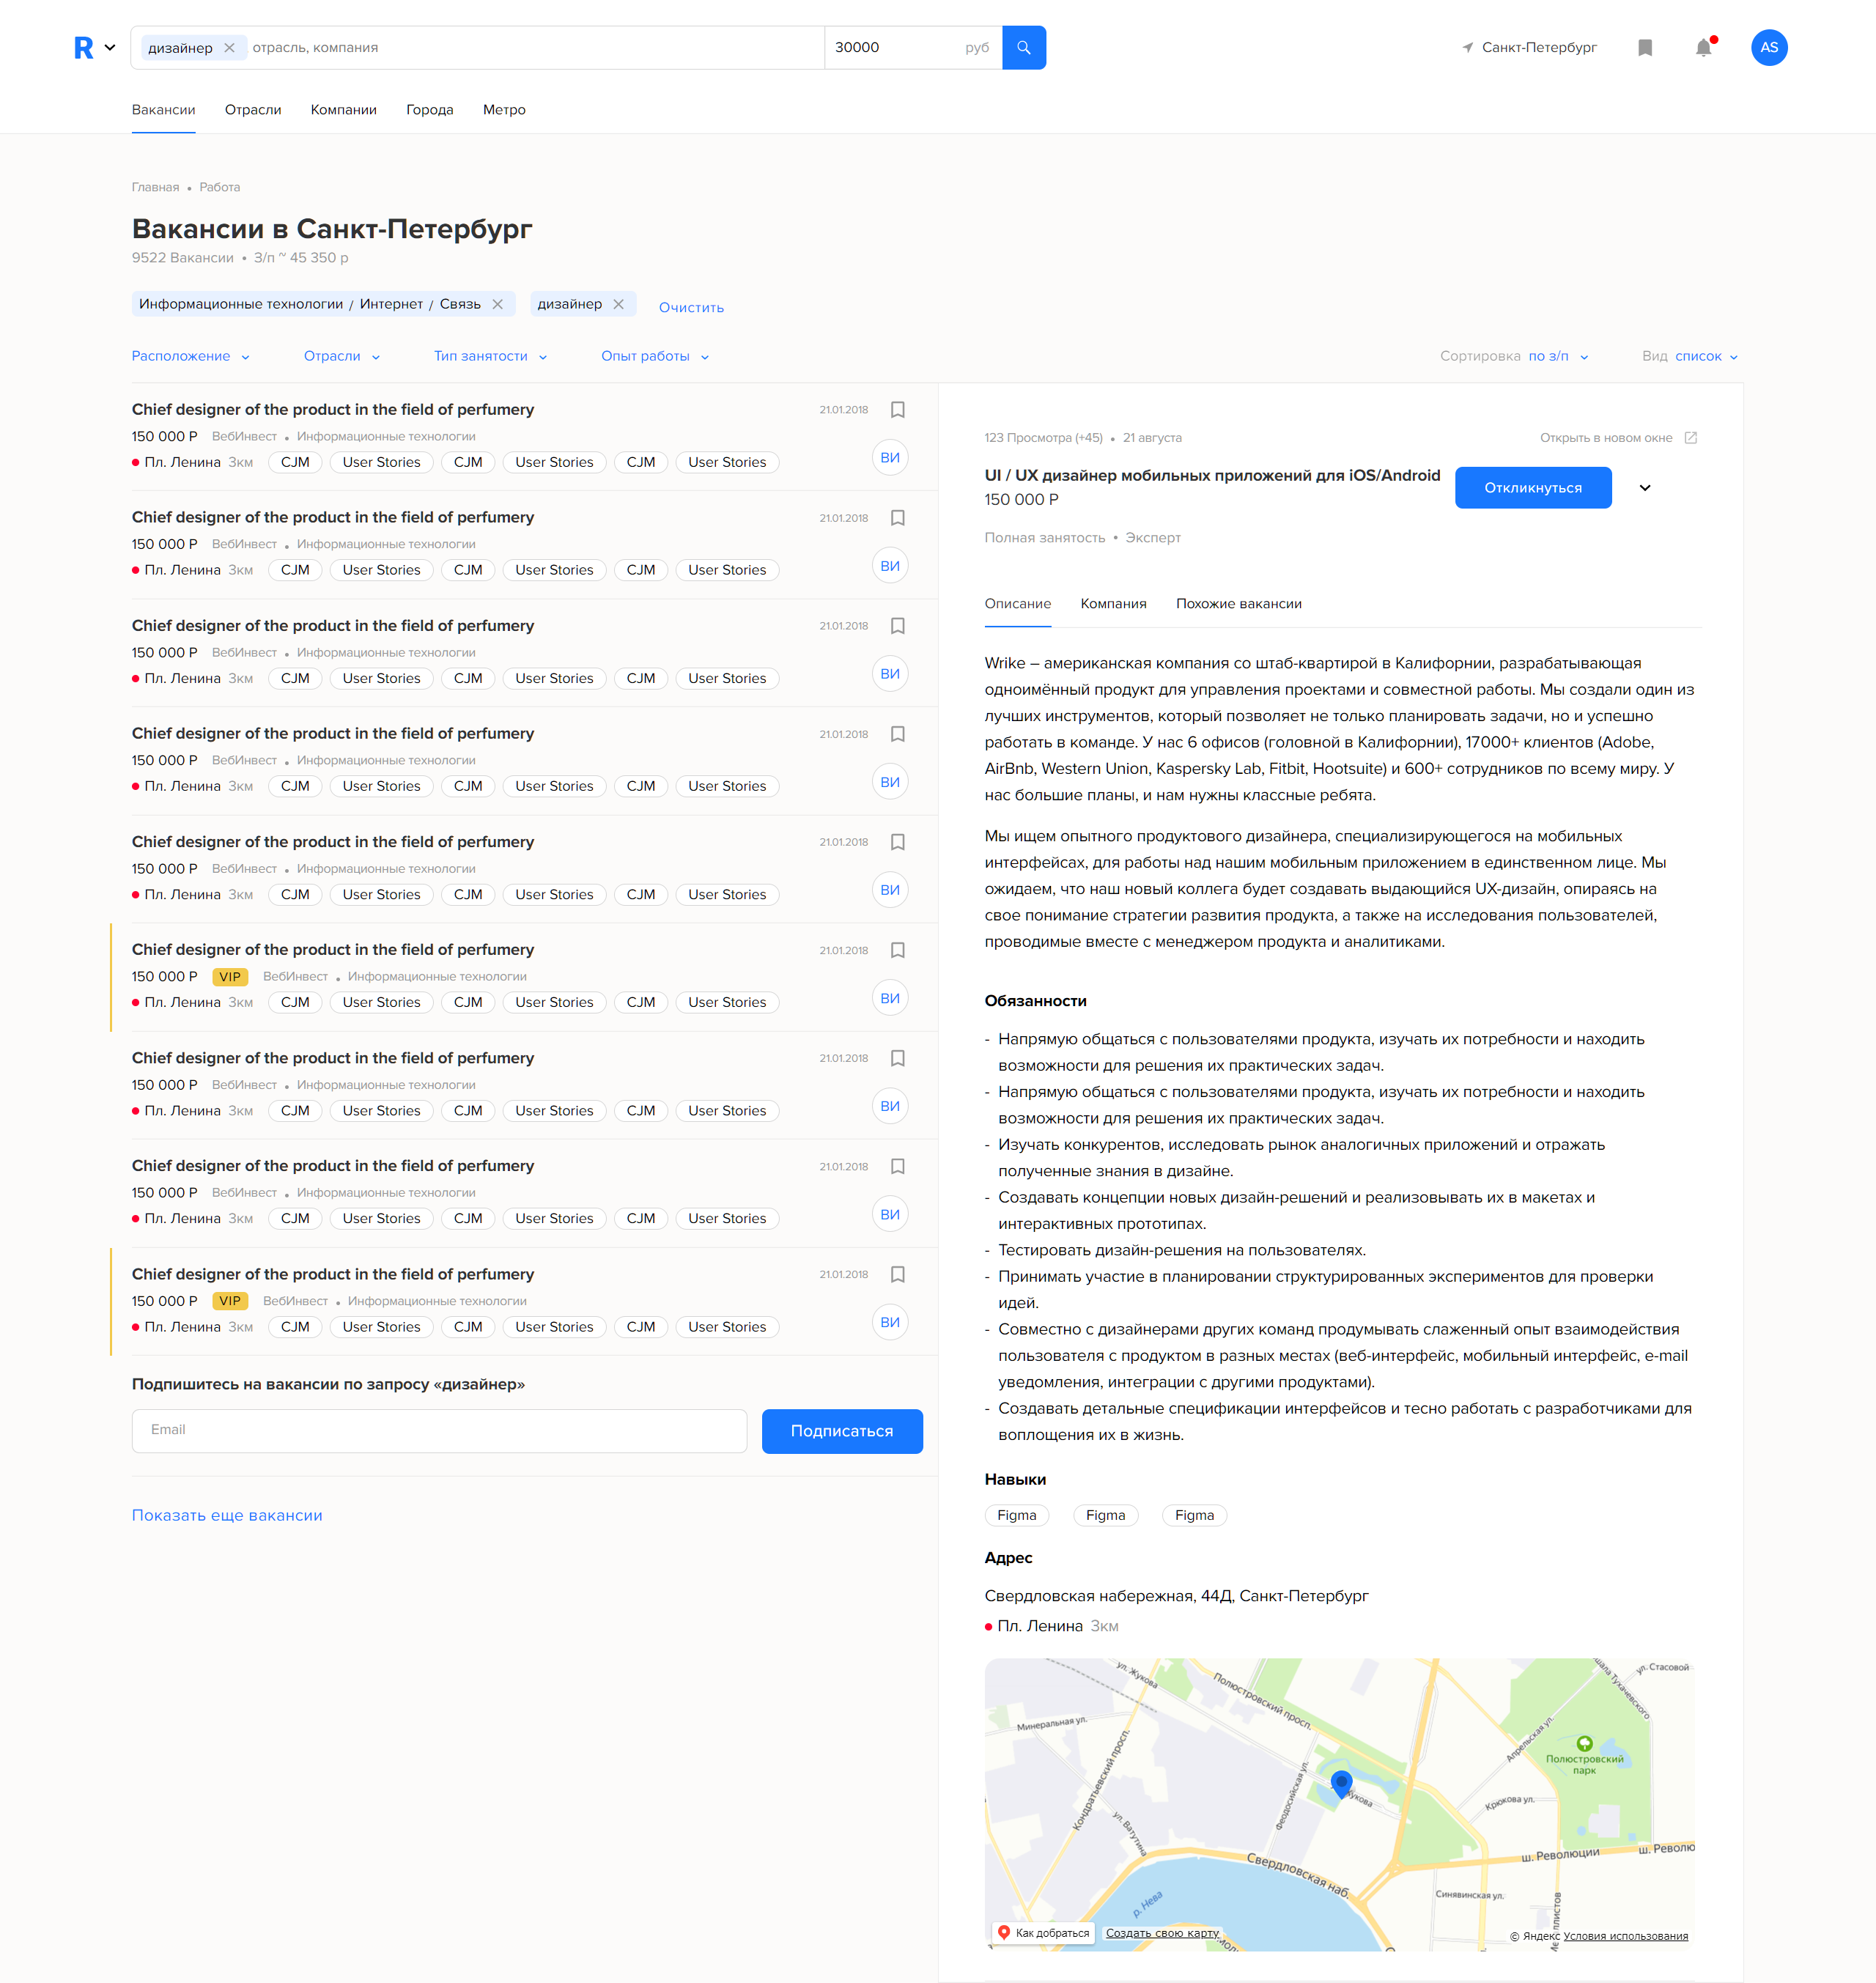 R
дизайнер отрасль, компания
30000 руб
Санкт-Петербург
AS
Вакансии Отрасли Компании Города Метро
Главная • Работа
Вакансии в Санкт-Петербург
9522 Вакансии • З/п ~ 45 350 р
Информационные технологии / Интернет / Связь дизайнер Очистить
Расположение Отрасли Тип занятости Опыт работы
Сортировка по з/п Вид список
Chief designer of the product in the field of perfumery 21.01.2018
150 000 Р ВебИнвест • Информационные технологии
ВИ
Пл. Ленина 3км CJM User Stories CJM User Stories CJM User Stories
Chief designer of the product in the field of perfumery 21.01.2018
150 000 Р ВебИнвест • Информационные технологии
ВИ
Пл. Ленина 3км CJM User Stories CJM User Stories CJM User Stories
Chief designer of the product in the field of perfumery 21.01.2018
150 000 Р ВебИнвест • Информационные технологии
ВИ
Пл. Ленина 3км CJM User Stories CJM User Stories CJM User Stories
Chief designer of the product in the field of perfumery 21.01.2018
150 000 Р ВебИнвест • Информационные технологии
ВИ
Пл. Ленина 3км CJM User Stories CJM User Stories CJM User Stories
Chief designer of the product in the field of perfumery 21.01.2018
150 000 Р ВебИнвест • Информационные технологии
ВИ
Пл. Ленина 3км CJM User Stories CJM User Stories CJM User Stories
Chief designer of the product in the field of perfumery 21.01.2018
150 000 Р VIP ВебИнвест • Информационные технологии
ВИ
Пл. Ленина 3км CJM User Stories CJM User Stories CJM User Stories
Chief designer of the product in the field of perfumery 21.01.2018
150 000 Р ВебИнвест • Информационные технологии
ВИ
Пл. Ленина 3км CJM User Stories CJM User Stories CJM User Stories
Chief designer of the product in the field of perfumery 21.01.2018
150 000 Р ВебИнвест • Информационные технологии
ВИ
Пл. Ленина 3км CJM User Stories CJM User Stories CJM User Stories
Chief designer of the product in the field of perfumery 21.01.2018
150 000 Р VIP ВебИнвест • Информационные технологии
ВИ
Пл. Ленина 3км CJM User Stories CJM User Stories CJM User Stories
Подпишитесь на вакансии по запросу «дизайнер»
Email Подписаться
Показать еще вакансии
123 Просмотра (+45) • 21 августа Открыть в новом окне
UI / UX дизайнер мобильных приложений для iOS/Android
Откликнуться
150 000 Р
Полная занятость • Эксперт
Описание Компания Похожие вакансии
Wrike – американская компания со штаб-квартирой в Калифорнии, разрабатывающая
одноимённый продукт для управления проектами и совместной работы. Мы создали один из
лучших инструментов, который позволяет не только планировать задачи, но и успешно
работать в команде. У нас 6 офисов (головной в Калифорнии), 17000+ клиентов (Adobe,
AirBnb, Western Union, Kaspersky Lab, Fitbit, Hootsuite) и 600+ сотрудников по всему миру. У
нас большие планы, и нам нужны классные ребята.
Мы ищем опытного продуктового дизайнера, специализирующегося на мобильных
интерфейсах, для работы над нашим мобильным приложением в единственном лице. Мы
ожидаем, что наш новый коллега будет создавать выдающийся UX-дизайн, опираясь на
свое понимание стратегии развития продукта, а также на исследования пользователей,
проводимые вместе с менеджером продукта и аналитиками.
Обязанности
- Напрямую общаться с пользователями продукта, изучать их потребности и находить
возможности для решения их практических задач.
- Напрямую общаться с пользователями продукта, изучать их потребности и находить
возможности для решения их практических задач.
- Изучать конкурентов, исследовать рынок аналогичных приложений и отражать
полученные знания в дизайне.
- Создавать концепции новых дизайн-решений и реализовывать их в макетах и
интерактивных прототипах.
- Тестировать дизайн-решения на пользователях.
- Принимать участие в планировании структурированных экспериментов для проверки
идей.
- Совместно с дизайнерами других команд продумывать слаженный опыт взаимодействия
пользователя с продуктом в разных местах (веб-интерфейс, мобильный интерфейс, e-mail
уведомления, интеграции с другими продуктами).
- Создавать детальные спецификации интерфейсов и тесно работать с разработчиками для
воплощения их в жизнь.
Навыки
Figma Figma Figma
Адрес
Свердловская набережная, 44Д, Санкт-Петербург
Пл. Ленина 3км
ул. Жукова
Полюстровский просп.
ул. Стасовой
Минеральная ул.
Кондратьевский просп.
Апрельская ул.
Полюстровский
парк
Феодосийская ул.
Жукова
Крюкова ул.
ул. Ватутина
Свердловская наб.
ш. Революции
р. Нева
Синявинская ул.
Как добраться
Создать свою карту
© Яндекс Условия использования